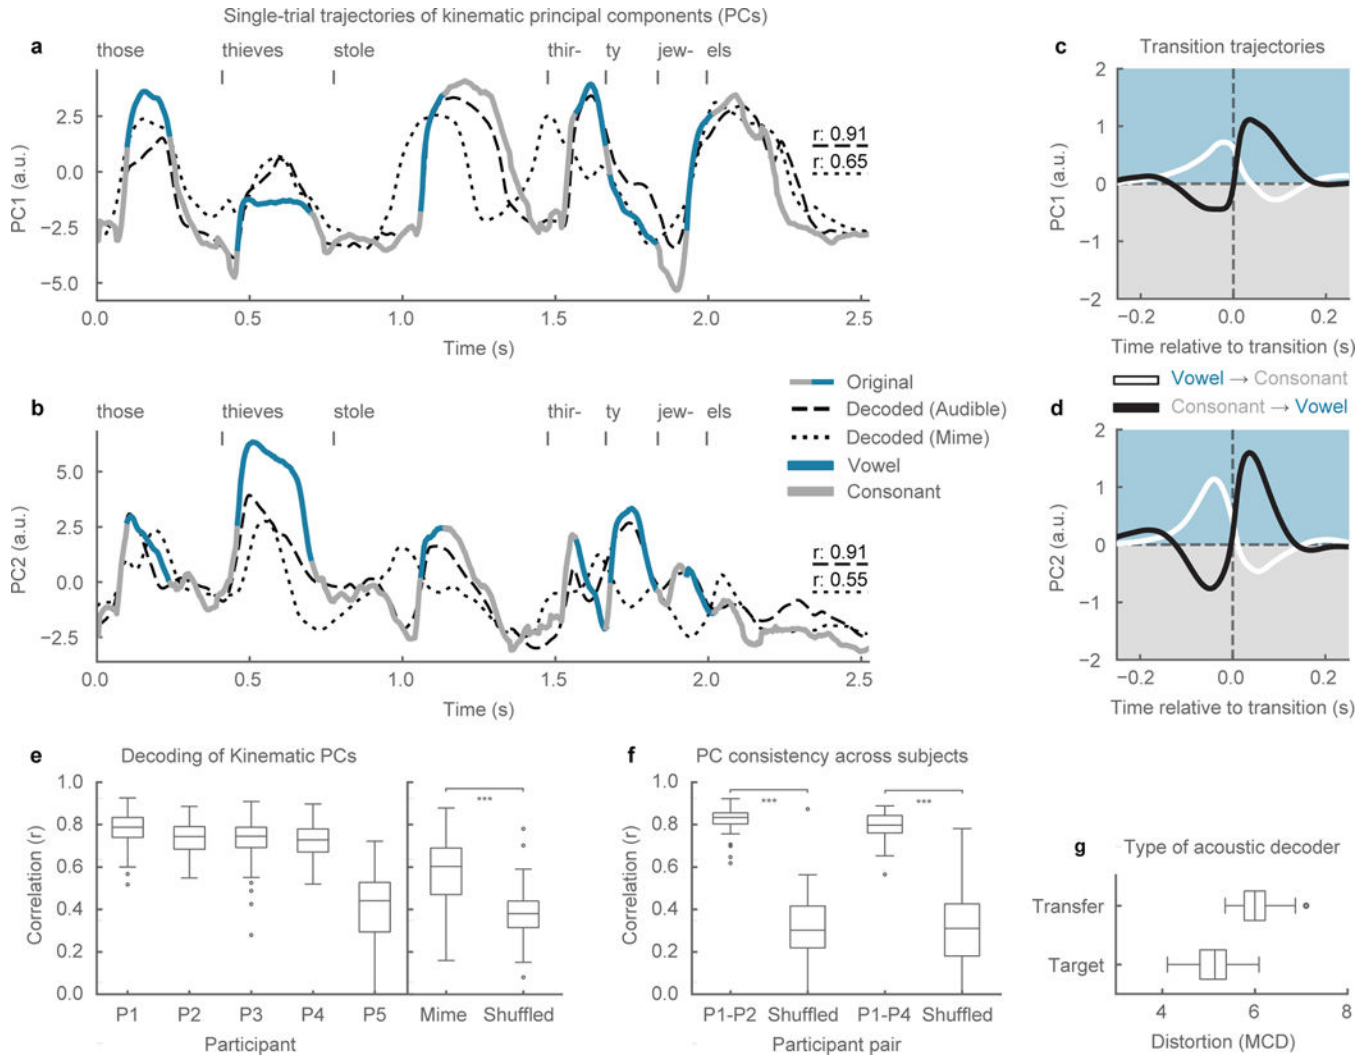 Single-trial trajectories of kinematic principal components (PCs)
a
those thieves stole thir- ty jew- els
PC1 (a.u.)
2.5
0.0
−2.5
−5.0
r: 0.91
r: 0.65
0.0 0.5 1.0 1.5 2.0 2.5
Time (s)
c Transition trajectories
PC1 (a.u.)
2
1
0
−1
−2
−0.2 0.0 0.2
Time relative to transition (s)
Vowel → Consonant
Consonant → Vowel
Original
Decoded (Audible)
Decoded (Mime)
Vowel
Consonant
b
those thieves stole thir- ty jew- els
PC2 (a.u.)
5.0
2.5
0.0
−2.5
r: 0.91
r: 0.55
0.0 0.5 1.0 1.5 2.0 2.5
Time (s)
d
PC2 (a.u.)
2
1
0
−1
−2
−0.2 0.0 0.2
Time relative to transition (s)
e Decoding of Kinematic PCs
Correlation (r)
1.0
0.8
0.6
0.4
0.2
0.0
***
P1 P2 P3 P4 P5 Mime Shuffled
Participant
f PC consistency across subjects
Correlation (r)
1.0
0.8
0.6
0.4
0.2
0.0
*** ***
P1-P2 Shuffled P1-P4 Shuffled
Participant pair
g Type of acoustic decoder
Transfer
Target
4 6 8
Distortion (MCD)